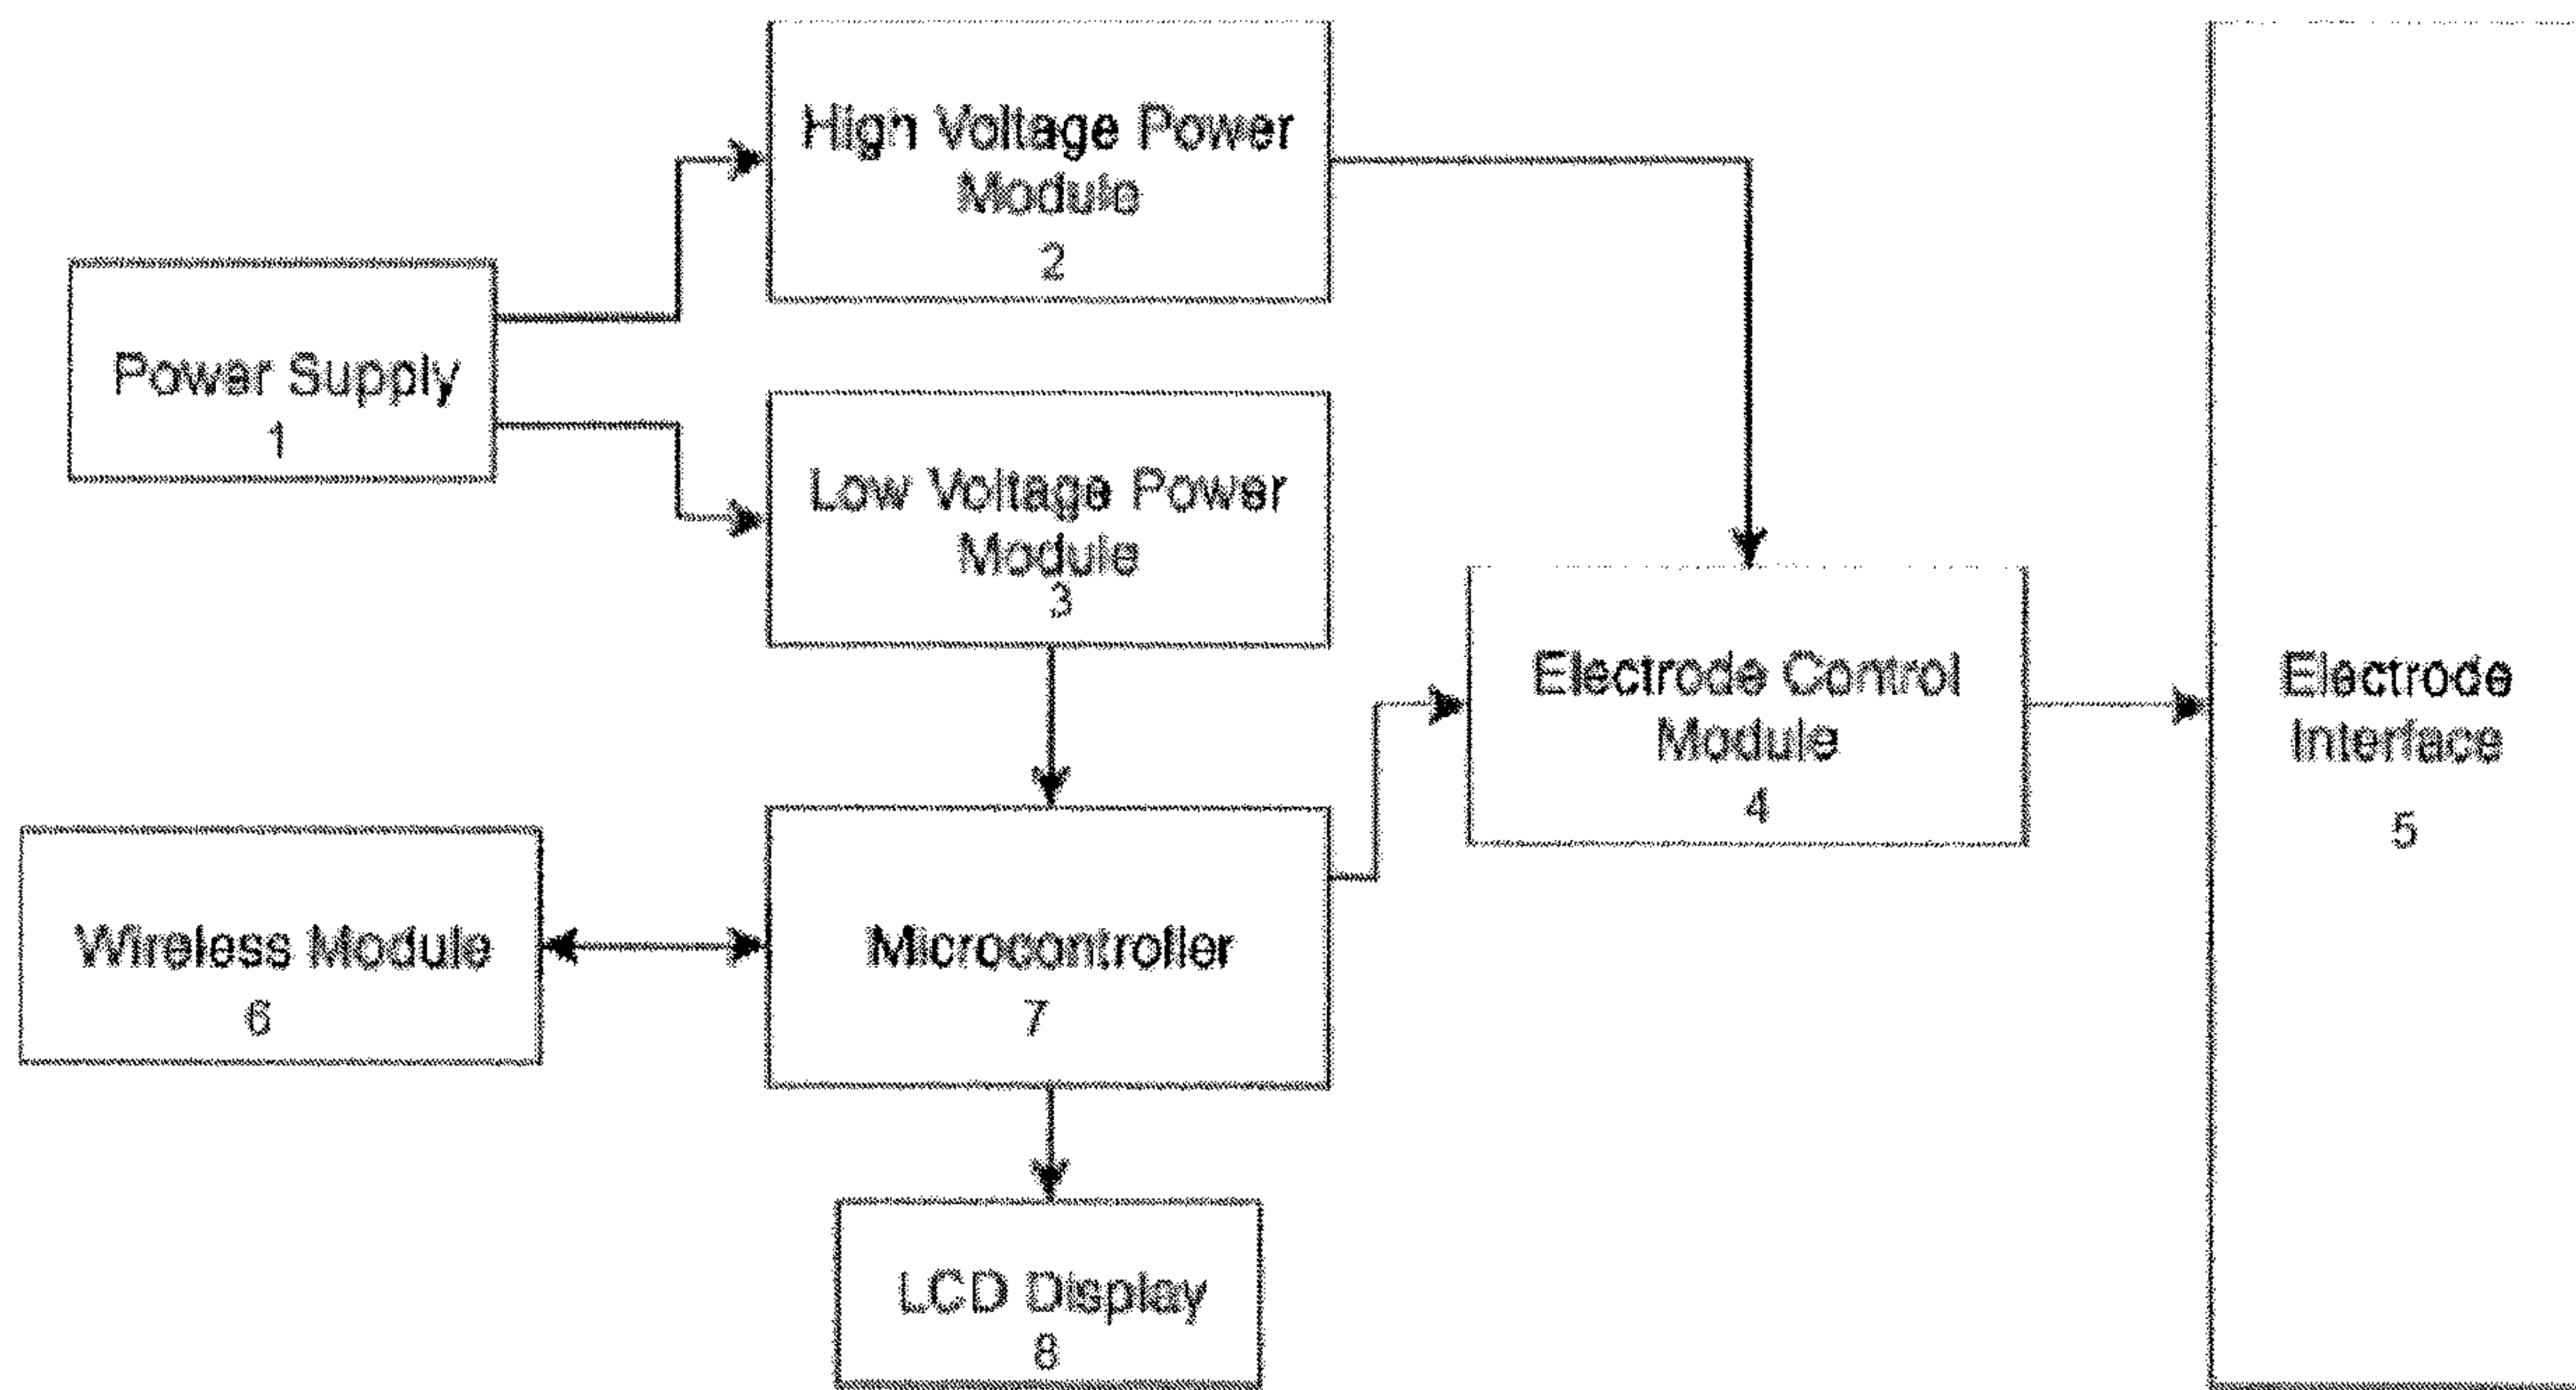 High Voltage Power
Module
2
Power Supply
1
Low Voltage Power
Module
3
Electrode Control
Module
4
Electrode
Interface
5
Wireless Module
6
Microcontroller
7
LCD Display
8